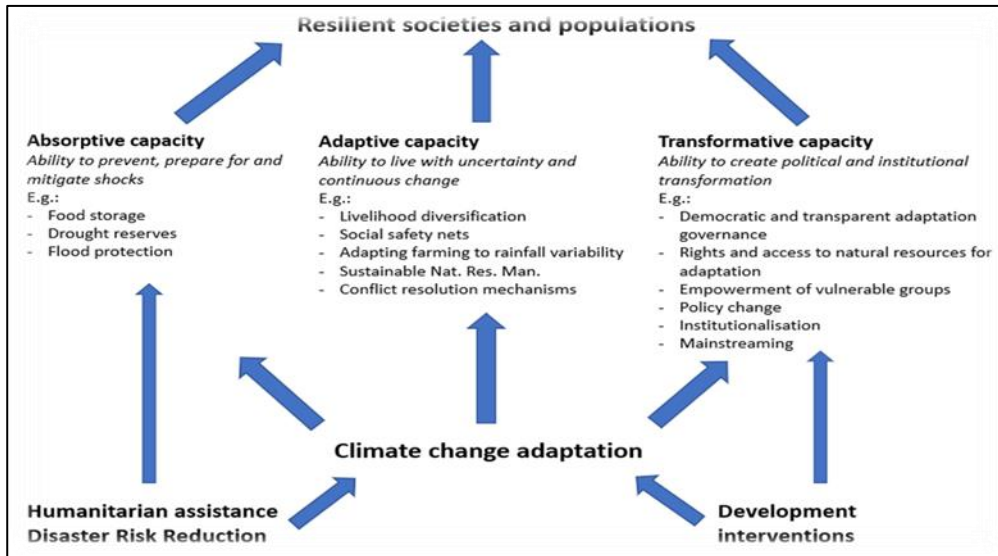 Resilient societies and populations
Absorptive capacity
Ability to prevent, prepare for and
mitigate shocks
E.g.:
- Food storage
- Drought reserves
- Flood protection
Adaptive capacity
Ability to live with uncertainty and
continuous change
E.g.:
- Livelihood diversification
- Social safety nets
- Adapting farming to rainfall variability
- Sustainable Nat. Res. Man.
- Conflict resolution mechanisms
Transformative capacity
Ability to create political and institutional
transformation
E.g.:
- Democratic and transparent adaptation
governance
- Rights and access to natural resources for
adaptation
- Empowerment of vulnerable groups
- Policy change
- Institutionalisation
- Mainstreaming
Climate change adaptation
Humanitarian assistance
Disaster Risk Reduction
Development
interventions